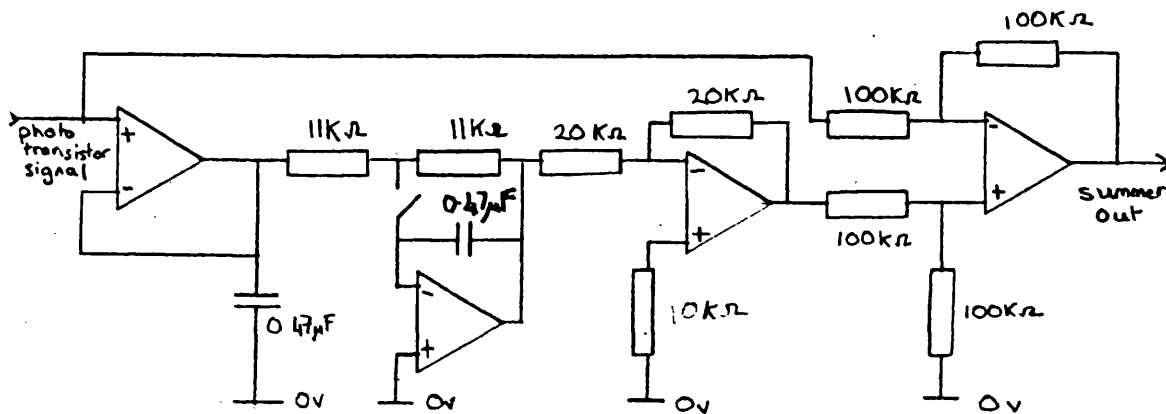 100KΩ
20KΩ
100KΩ
11KΩ
11KΩ
20KΩ
photo
transistor
signal
+
-
0.47µF
-
+
-
+
summer
out
100KΩ
-
+
10KΩ
100KΩ
0.47µF
0v
0v
0v
0v